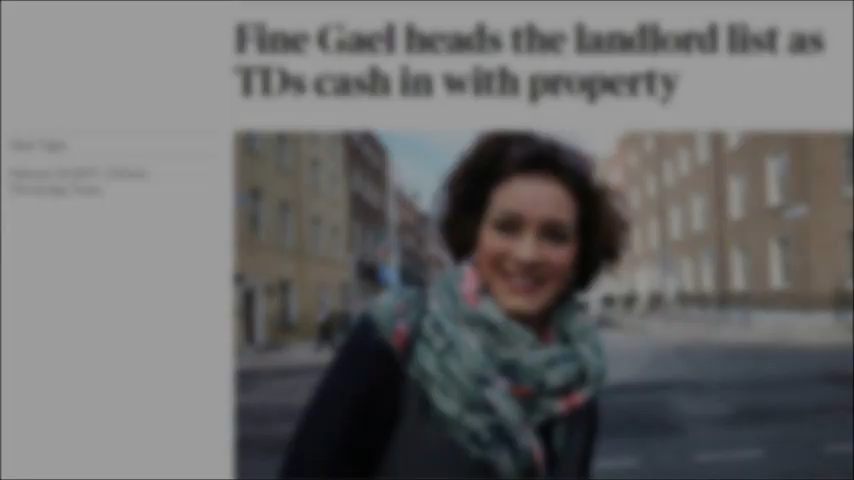 Fine Gael heads the landlord list as
TDs cash in with property